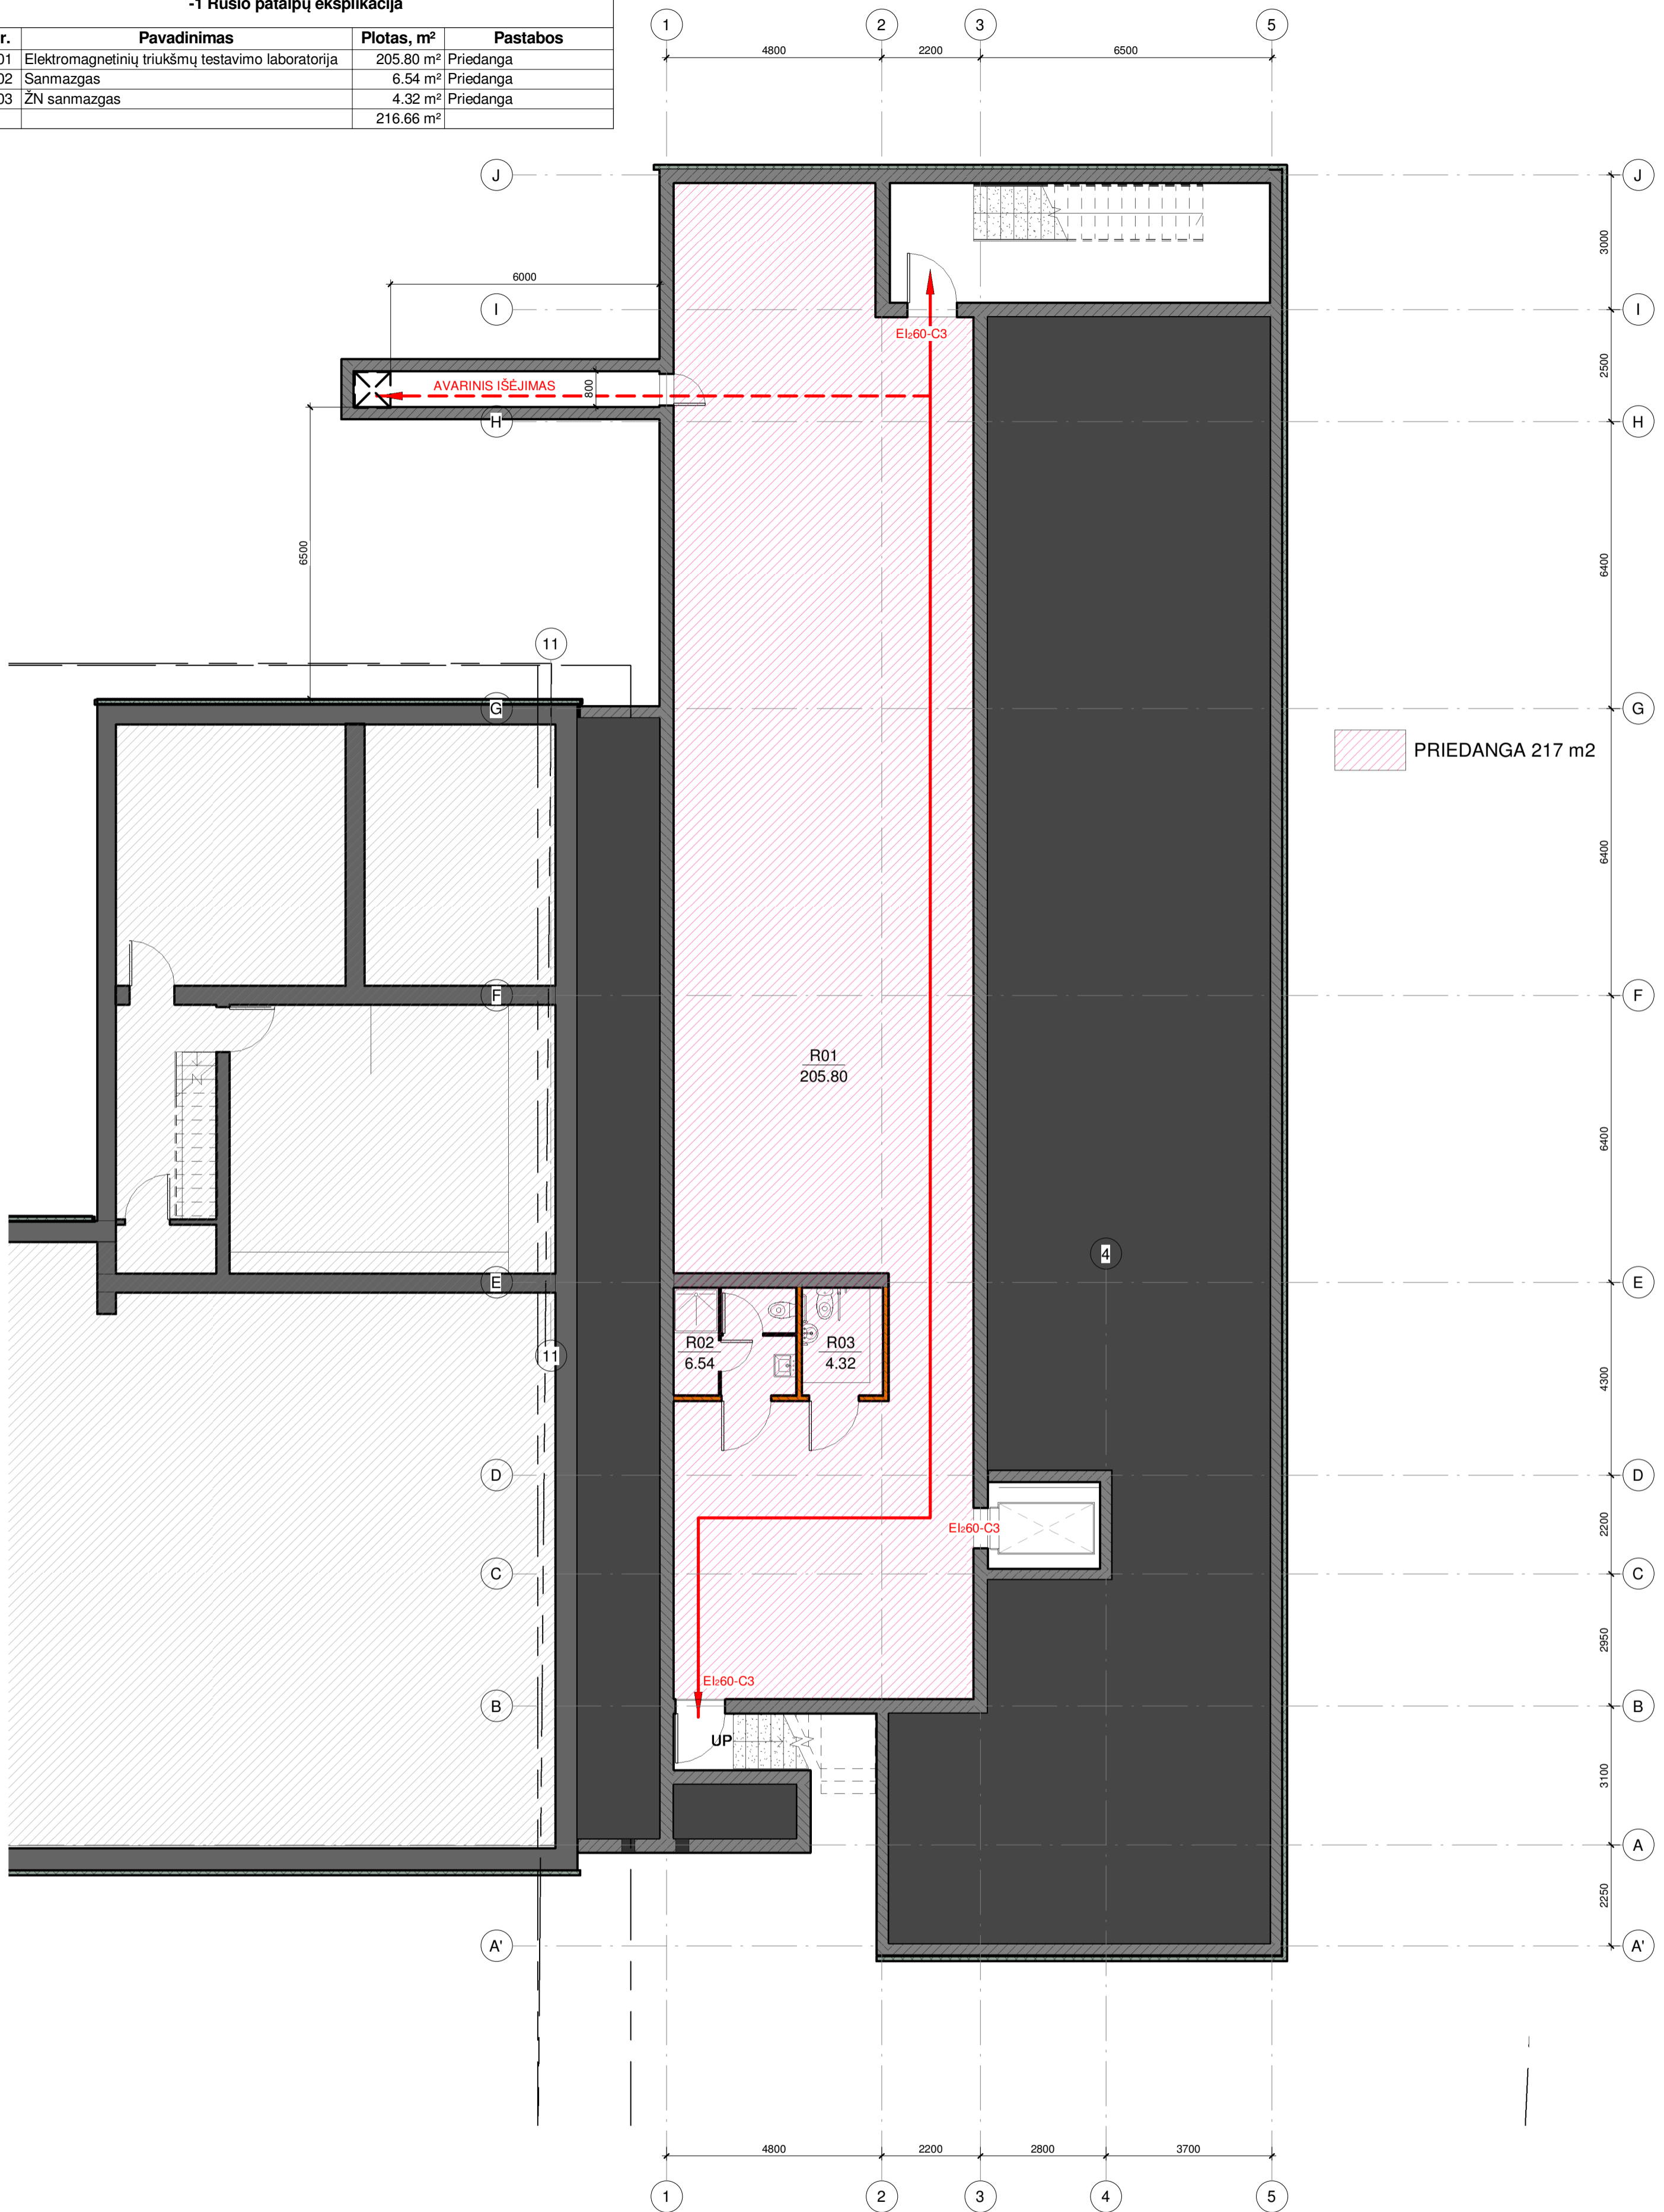 -1 Rūsio patalpų eksplikacija
r. Pavadinimas Plotas, m² Pastabos
01 Elektromagnetinių triukšmų testavimo laboratorija 205.80 m² Priedanga
02 Sanmazgas 6.54 m² Priedanga
03 ŽN sanmazgas 4.32 m² Priedanga
216.66 m²
1 2 3 5
4800 2200 6500
J J
3000
6000
I I
EI₂60-C3
2500
AVARINIS IŠĖJIMAS
800
H H
6500
6400
11
G G
PRIEDANGA 217 m2
6400
F F
R01
205.80
6400
4
E E
R02
6.54
R03
4.32
11
4300
D D
EI₂60-C3
2200
C C
2950
EI₂60-C3
B B
UP
3100
A A
2250
A' A'
4800 2200 2800 3700
1 2 3 4 5